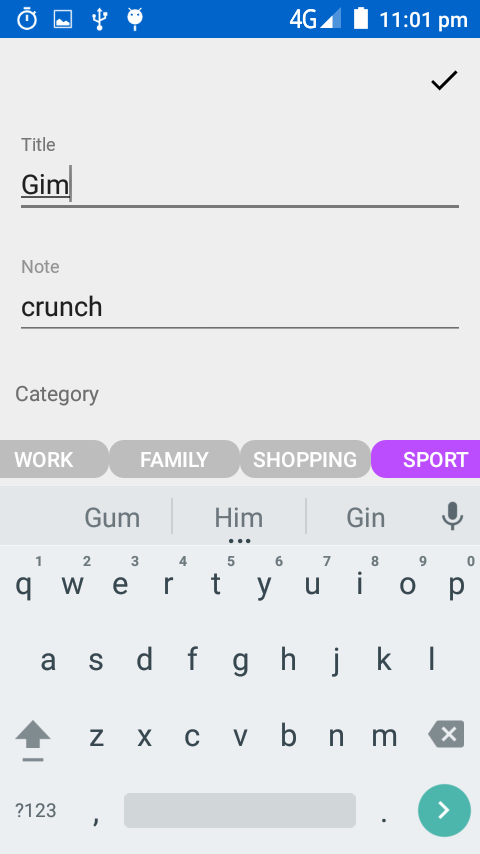 4G 11:01 pm
Title
Gim
Note
crunch
Category
WORK FAMILY SHOPPING SPORT
Gum Him Gin
1 2 3 4 5 6 7 8 9 0
q w e r t y u i o p
a s d f g h j k l
z x c v b n m
?123 , .